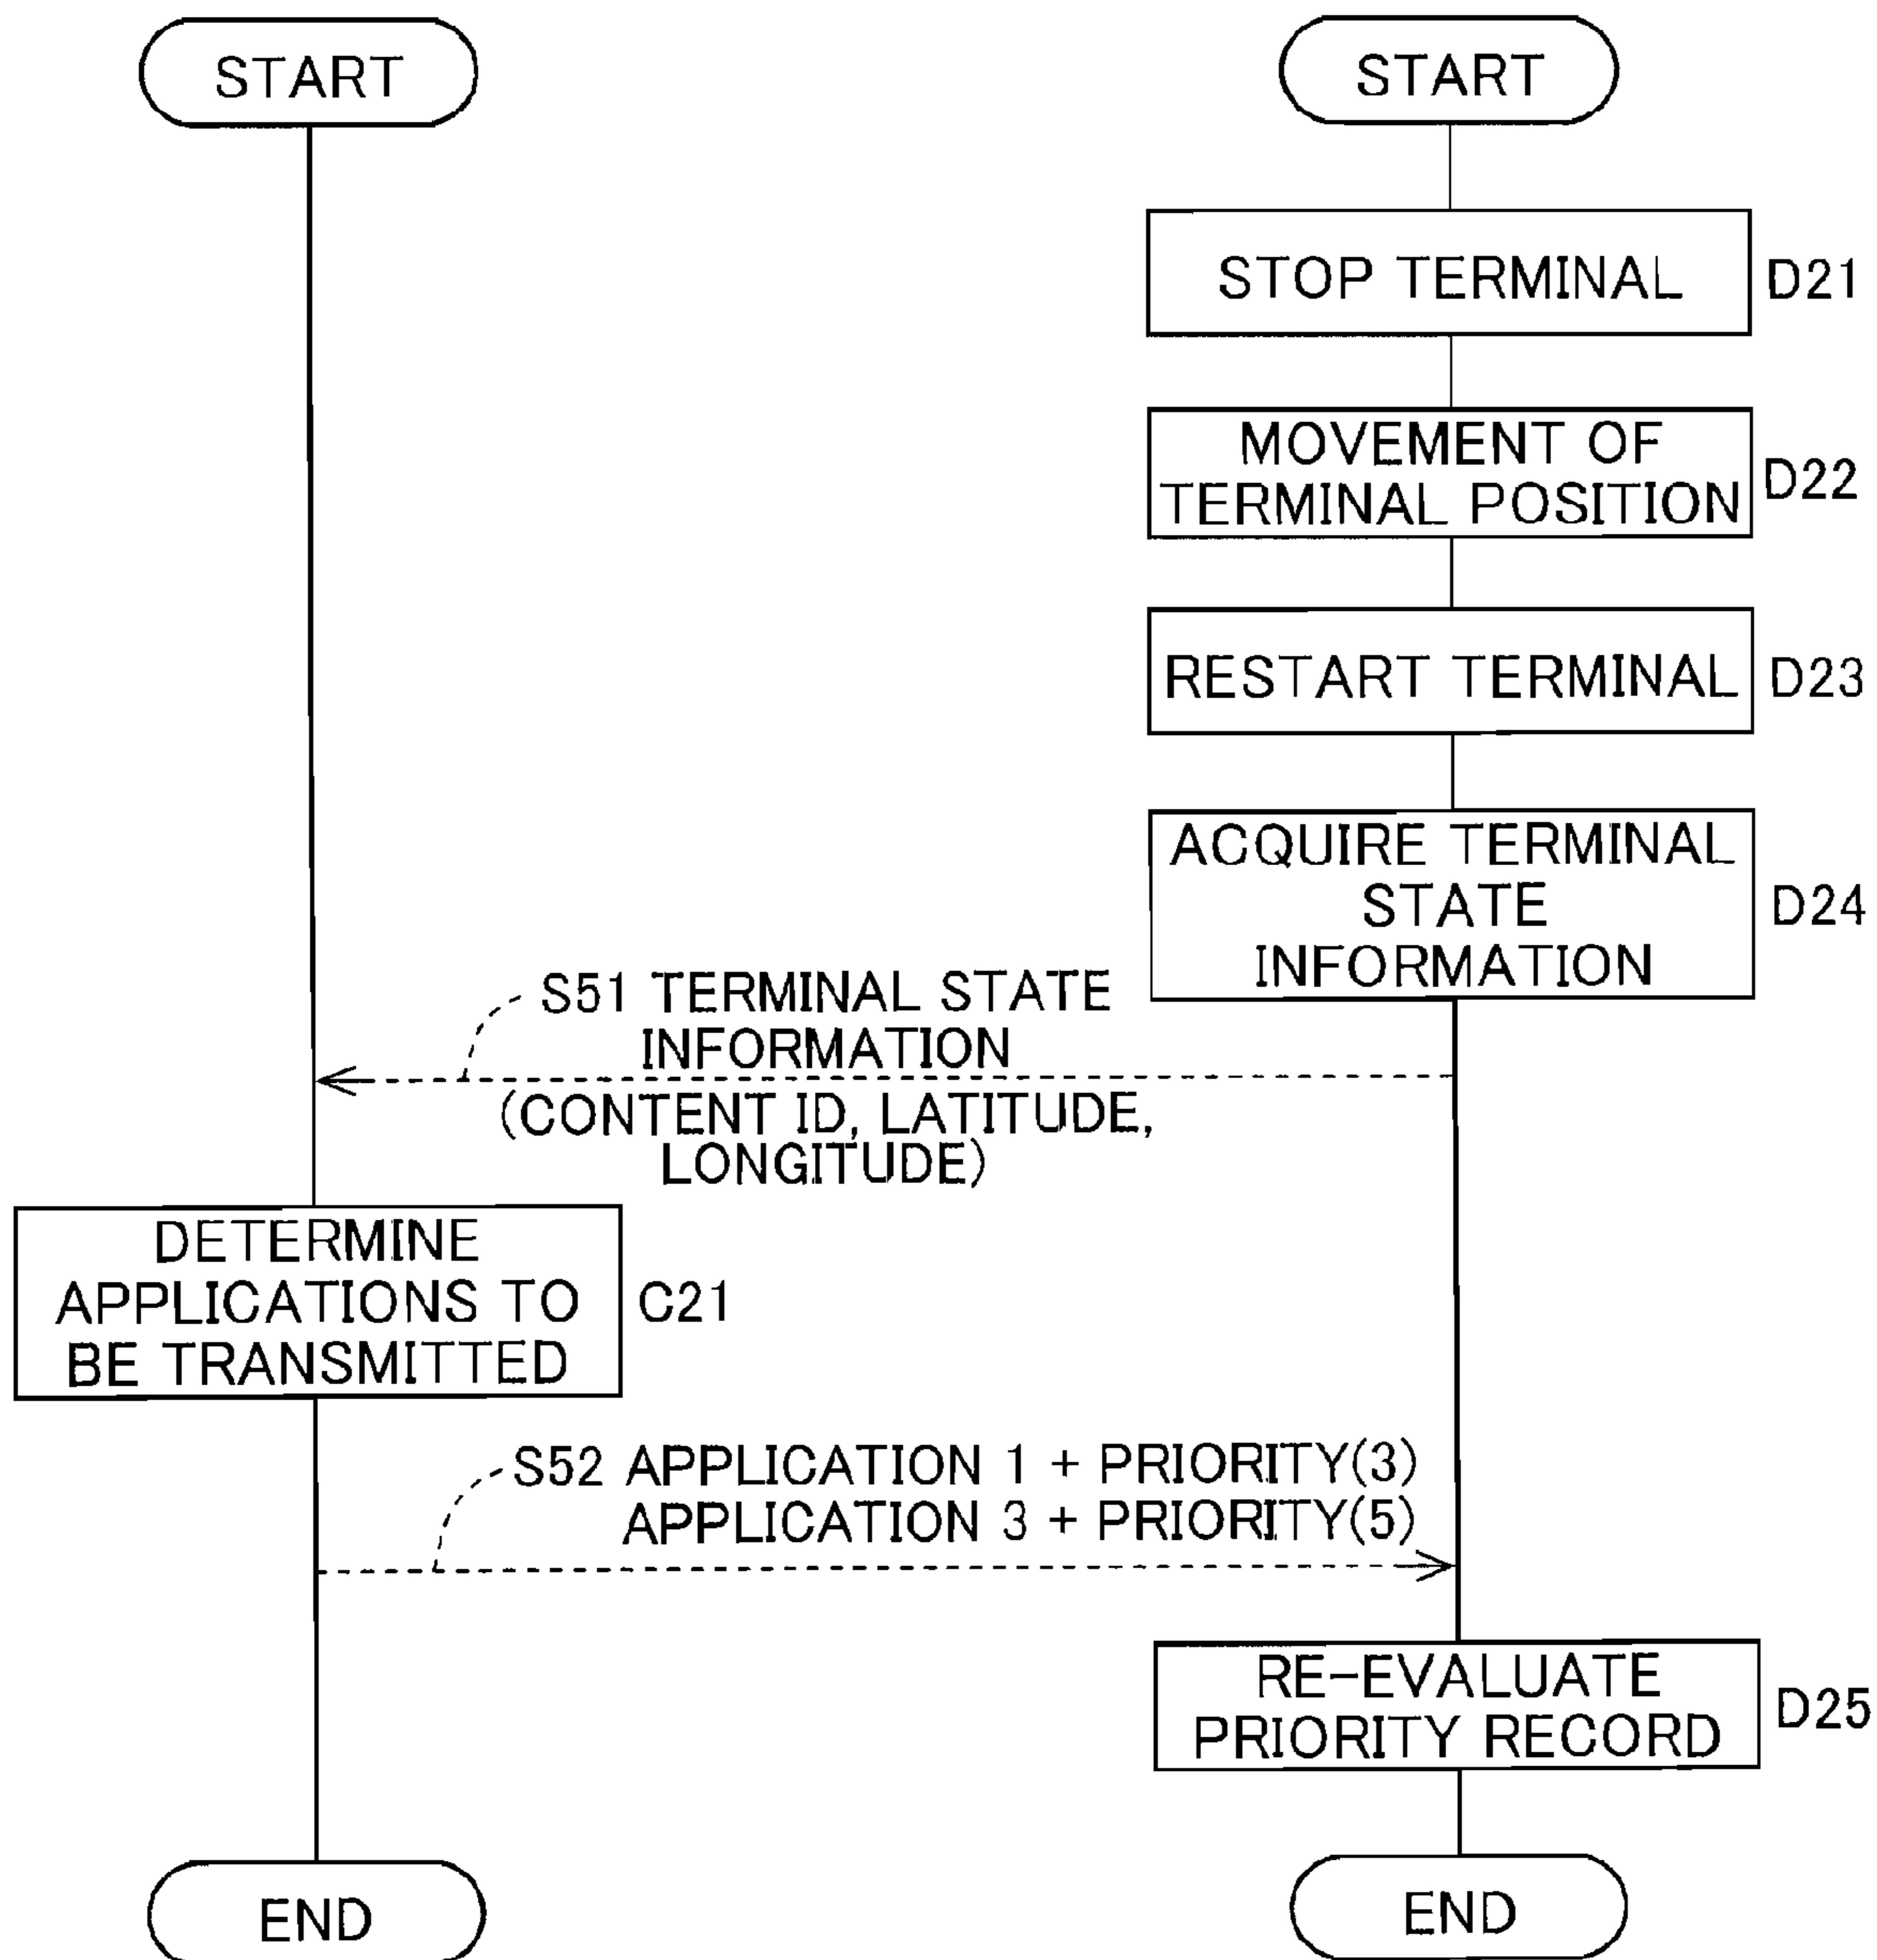 START
START
STOP TERMINAL
D21
MOVEMENT OF
TERMINAL POSITION
D22
RESTART TERMINAL
D23
ACQUIRE TERMINAL
STATE
INFORMATION
D24
S51 TERMINAL STATE
INFORMATION
(CONTENT ID, LATITUDE,
LONGITUDE)
DETERMINE
APPLICATIONS TO
BE TRANSMITTED
C21
S52 APPLICATION 1 + PRIORITY(3)
APPLICATION 3 + PRIORITY(5)
RE-EVALUATE
PRIORITY RECORD
D25
END
END